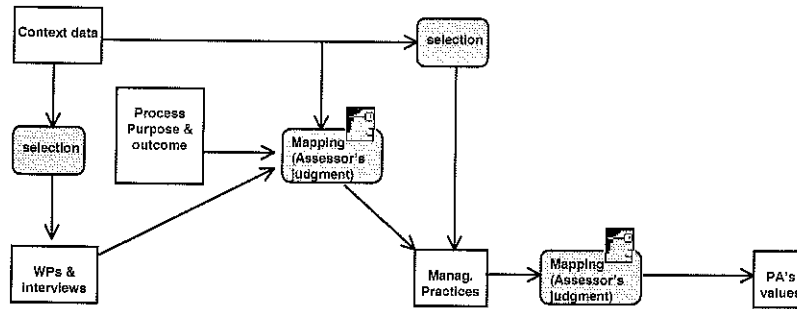 Context data
selection
Process
Purpose &
outcome
Mapping
(Assessor's
judgment)
selection
WPs &
interviews
Manag.
Practices
Mapping
(Assessor's
judgment)
PA's
values